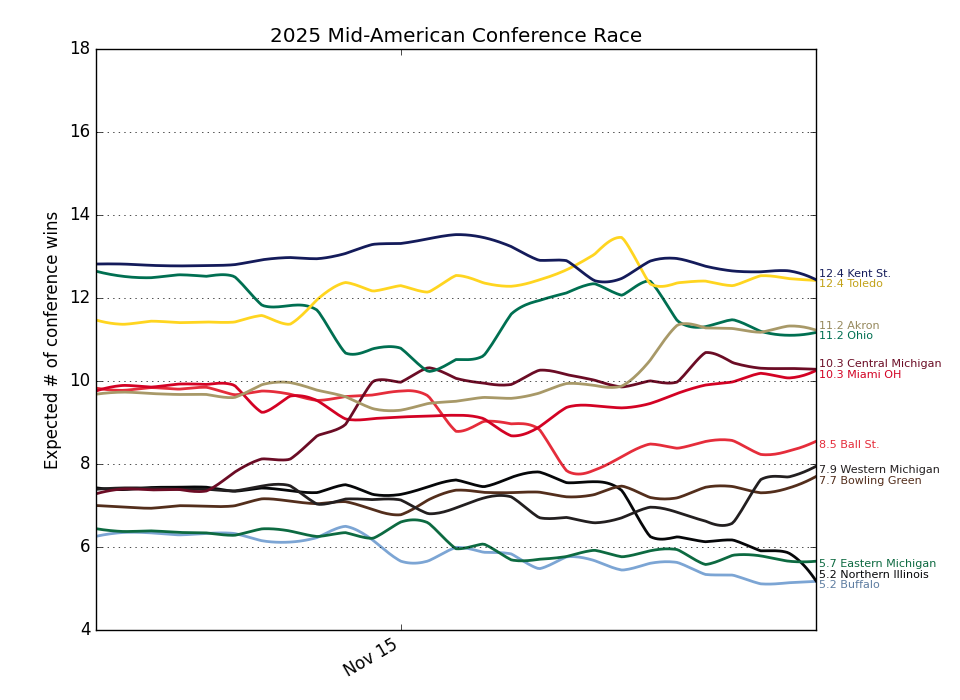 2025 Mid-American Conference Race
Expected # of conference wins
18
16
14
12
10
8
6
4
Nov 15
12.4 Kent St.
12.4 Toledo
11.2 Akron
11.2 Ohio
10.3 Central Michigan
10.3 Miami OH
8.5 Ball St.
7.9 Western Michigan
7.7 Bowling Green
5.7 Eastern Michigan
5.2 Northern Illinois
5.2 Buffalo